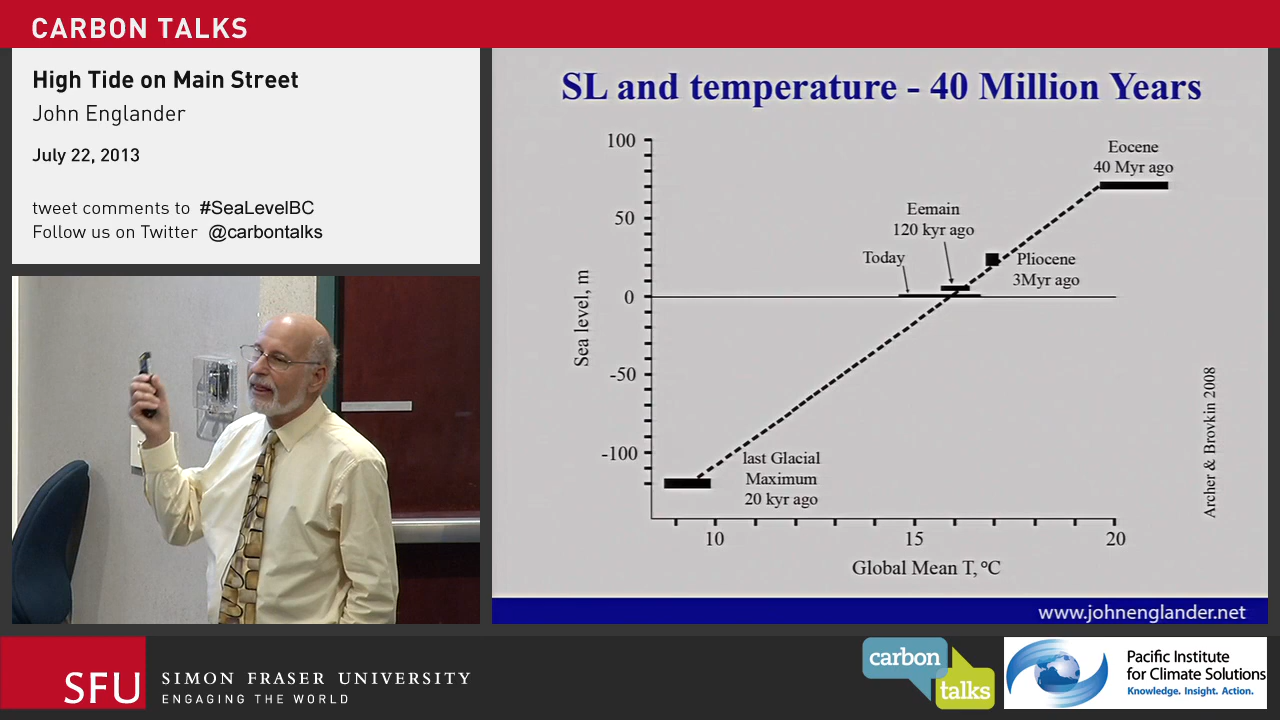 CARBON TALKS
High Tide on Main Street
John Englander
July 22, 2013
tweet comments to #SeaLevelBC
Follow us on Twitter @carbontalks
SL and temperature - 40 Million Years
100
50
0
-50
-100
Sea level, m
Eocene
40 Myr ago
Eemain
120 kyr ago
Today
Pliocene
3Myr ago
last Glacial
Maximum
20 kyr ago
10
15
20
Global Mean T, ºC
Archer & Brovkin 2008
www.johnenglander.net
SFU
SIMON FRASER UNIVERSITY
ENGAGING THE WORLD
carbon
talks
Pacific Institute
for Climate Solutions
Knowledge. Insight. Action.